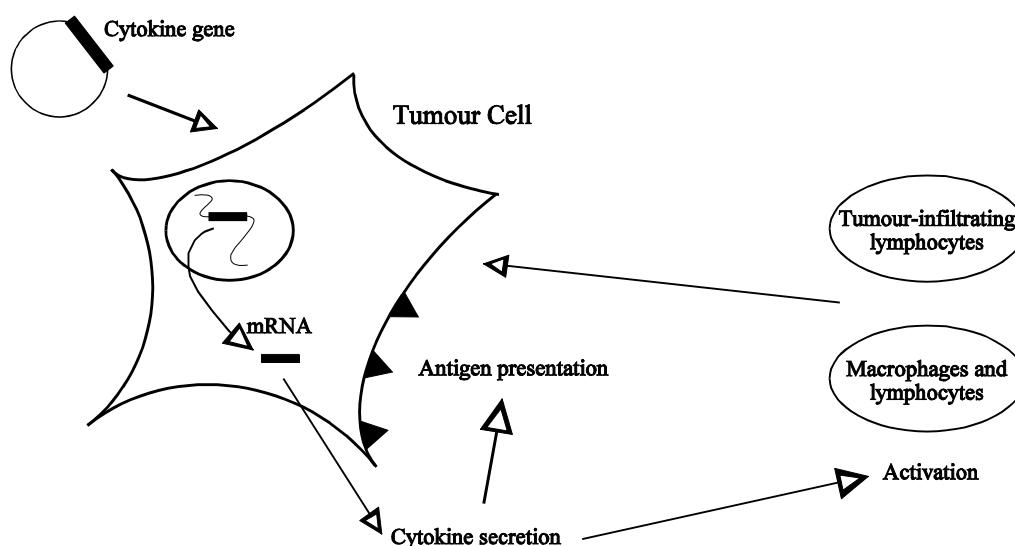 Cytokine gene
Tumour Cell
Tumour-infiltrating
lymphocytes
mRNA
Antigen presentation
Macrophages and
lymphocytes
Activation
Cytokine secretion